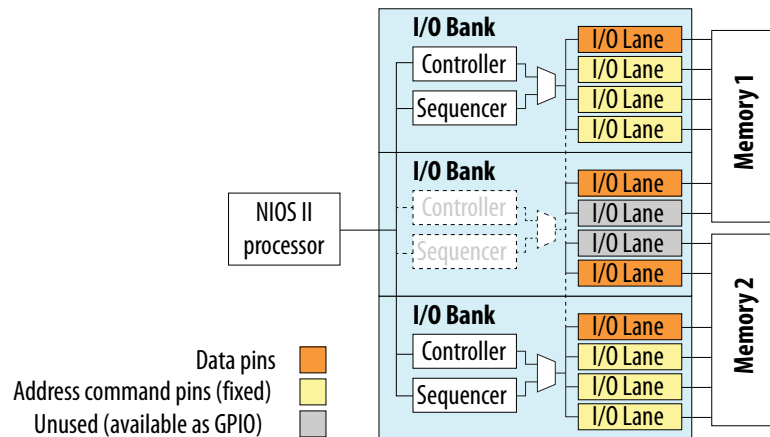 I/O Bank
Controller
Sequencer
I/O Lane
I/O Lane
I/O Lane
I/O Lane
Memory 1
I/O Bank
Controller
Sequencer
I/O Lane
I/O Lane
I/O Lane
I/O Lane
NIOS II
processor
Memory 2
I/O Bank
Controller
Sequencer
I/O Lane
I/O Lane
I/O Lane
I/O Lane
Data pins
Address command pins (fixed)
Unused (available as GPIO)